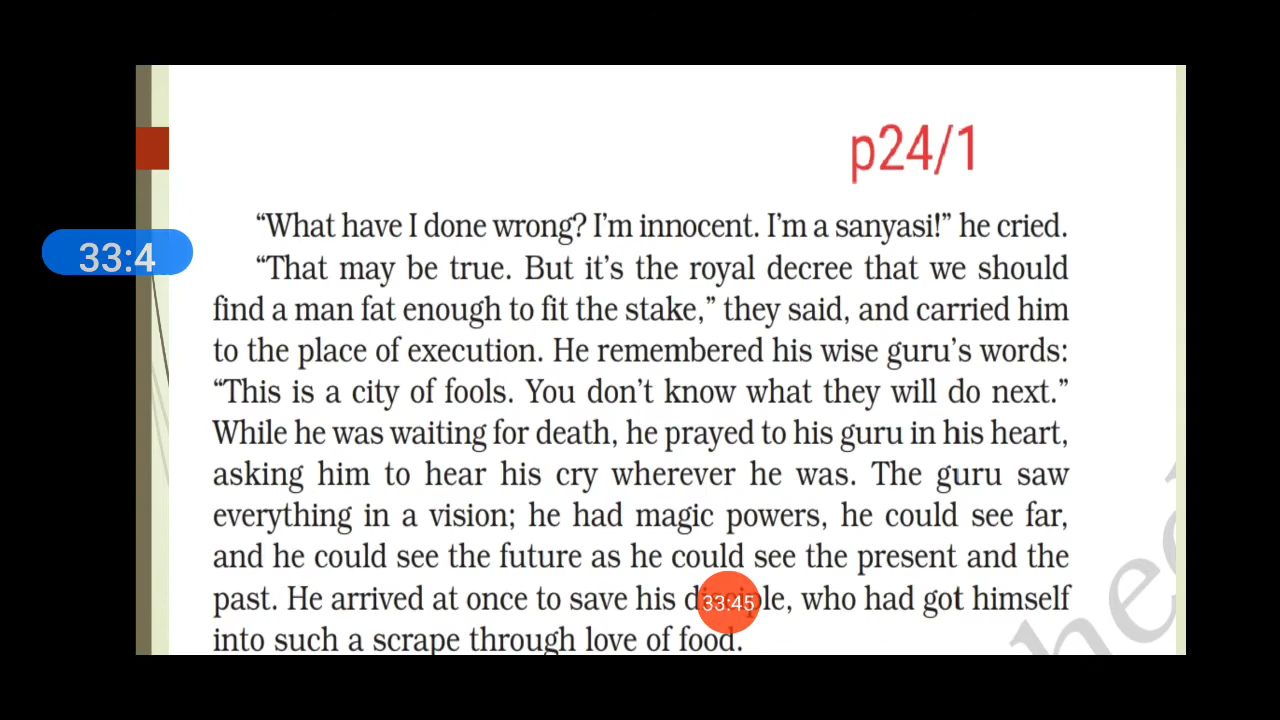 p24/1
“What have I done wrong? I’m innocent. I’m a sanyasi!” he cried.
33:4
“That may be true. But it’s the royal decree that we should
find a man fat enough to fit the stake,” they said, and carried him
to the place of execution. He remembered his wise guru’s words:
“This is a city of fools. You don’t know what they will do next.”
While he was waiting for death, he prayed to his guru in his heart,
asking him to hear his cry wherever he was. The guru saw
everything in a vision; he had magic powers, he could see far,
and he could see the future as he could see the present and the
past. He arrived at once to save his disciple, who had got himself
33:45
into such a scrape through love of food.